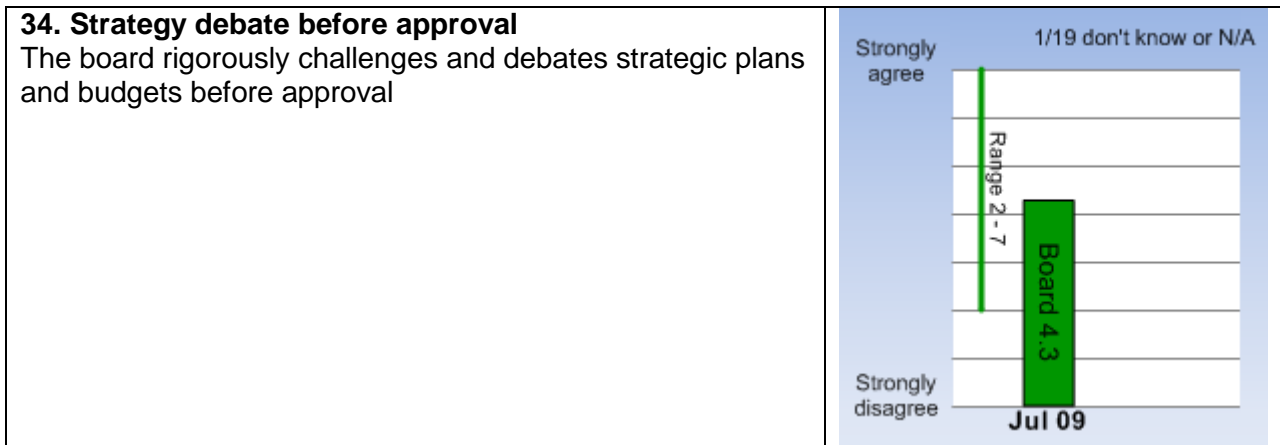 34. Strategy debate before approval
The board rigorously challenges and debates strategic plans
and budgets before approval
1/19 don't know or N/A
Strongly
agree
Range 2 - 7
Board 4.3
Strongly
disagree
Jul 09